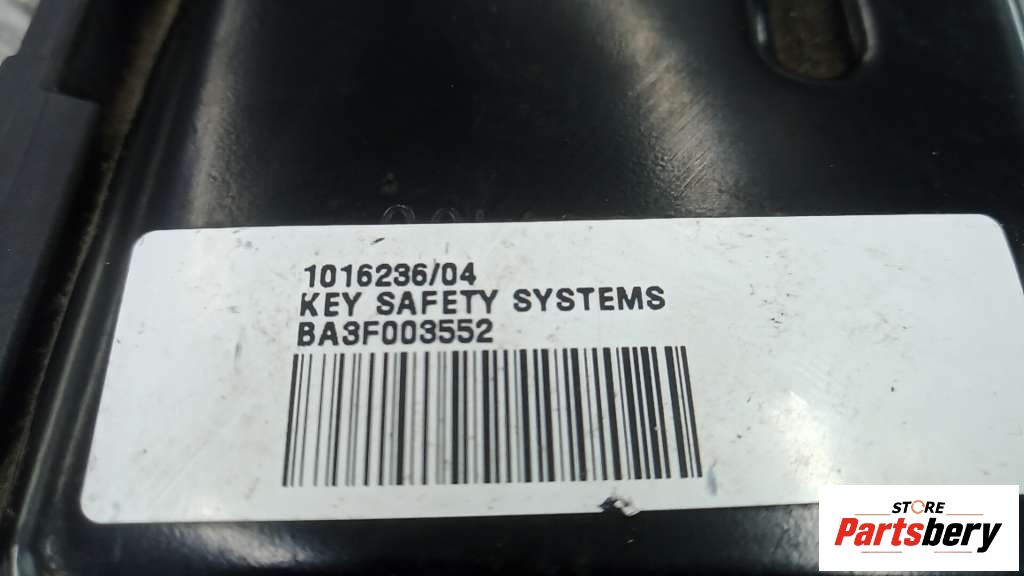 1016236/04
KEY SAFETY SYSTEMS
BA3F003552
STORE
Partsbery